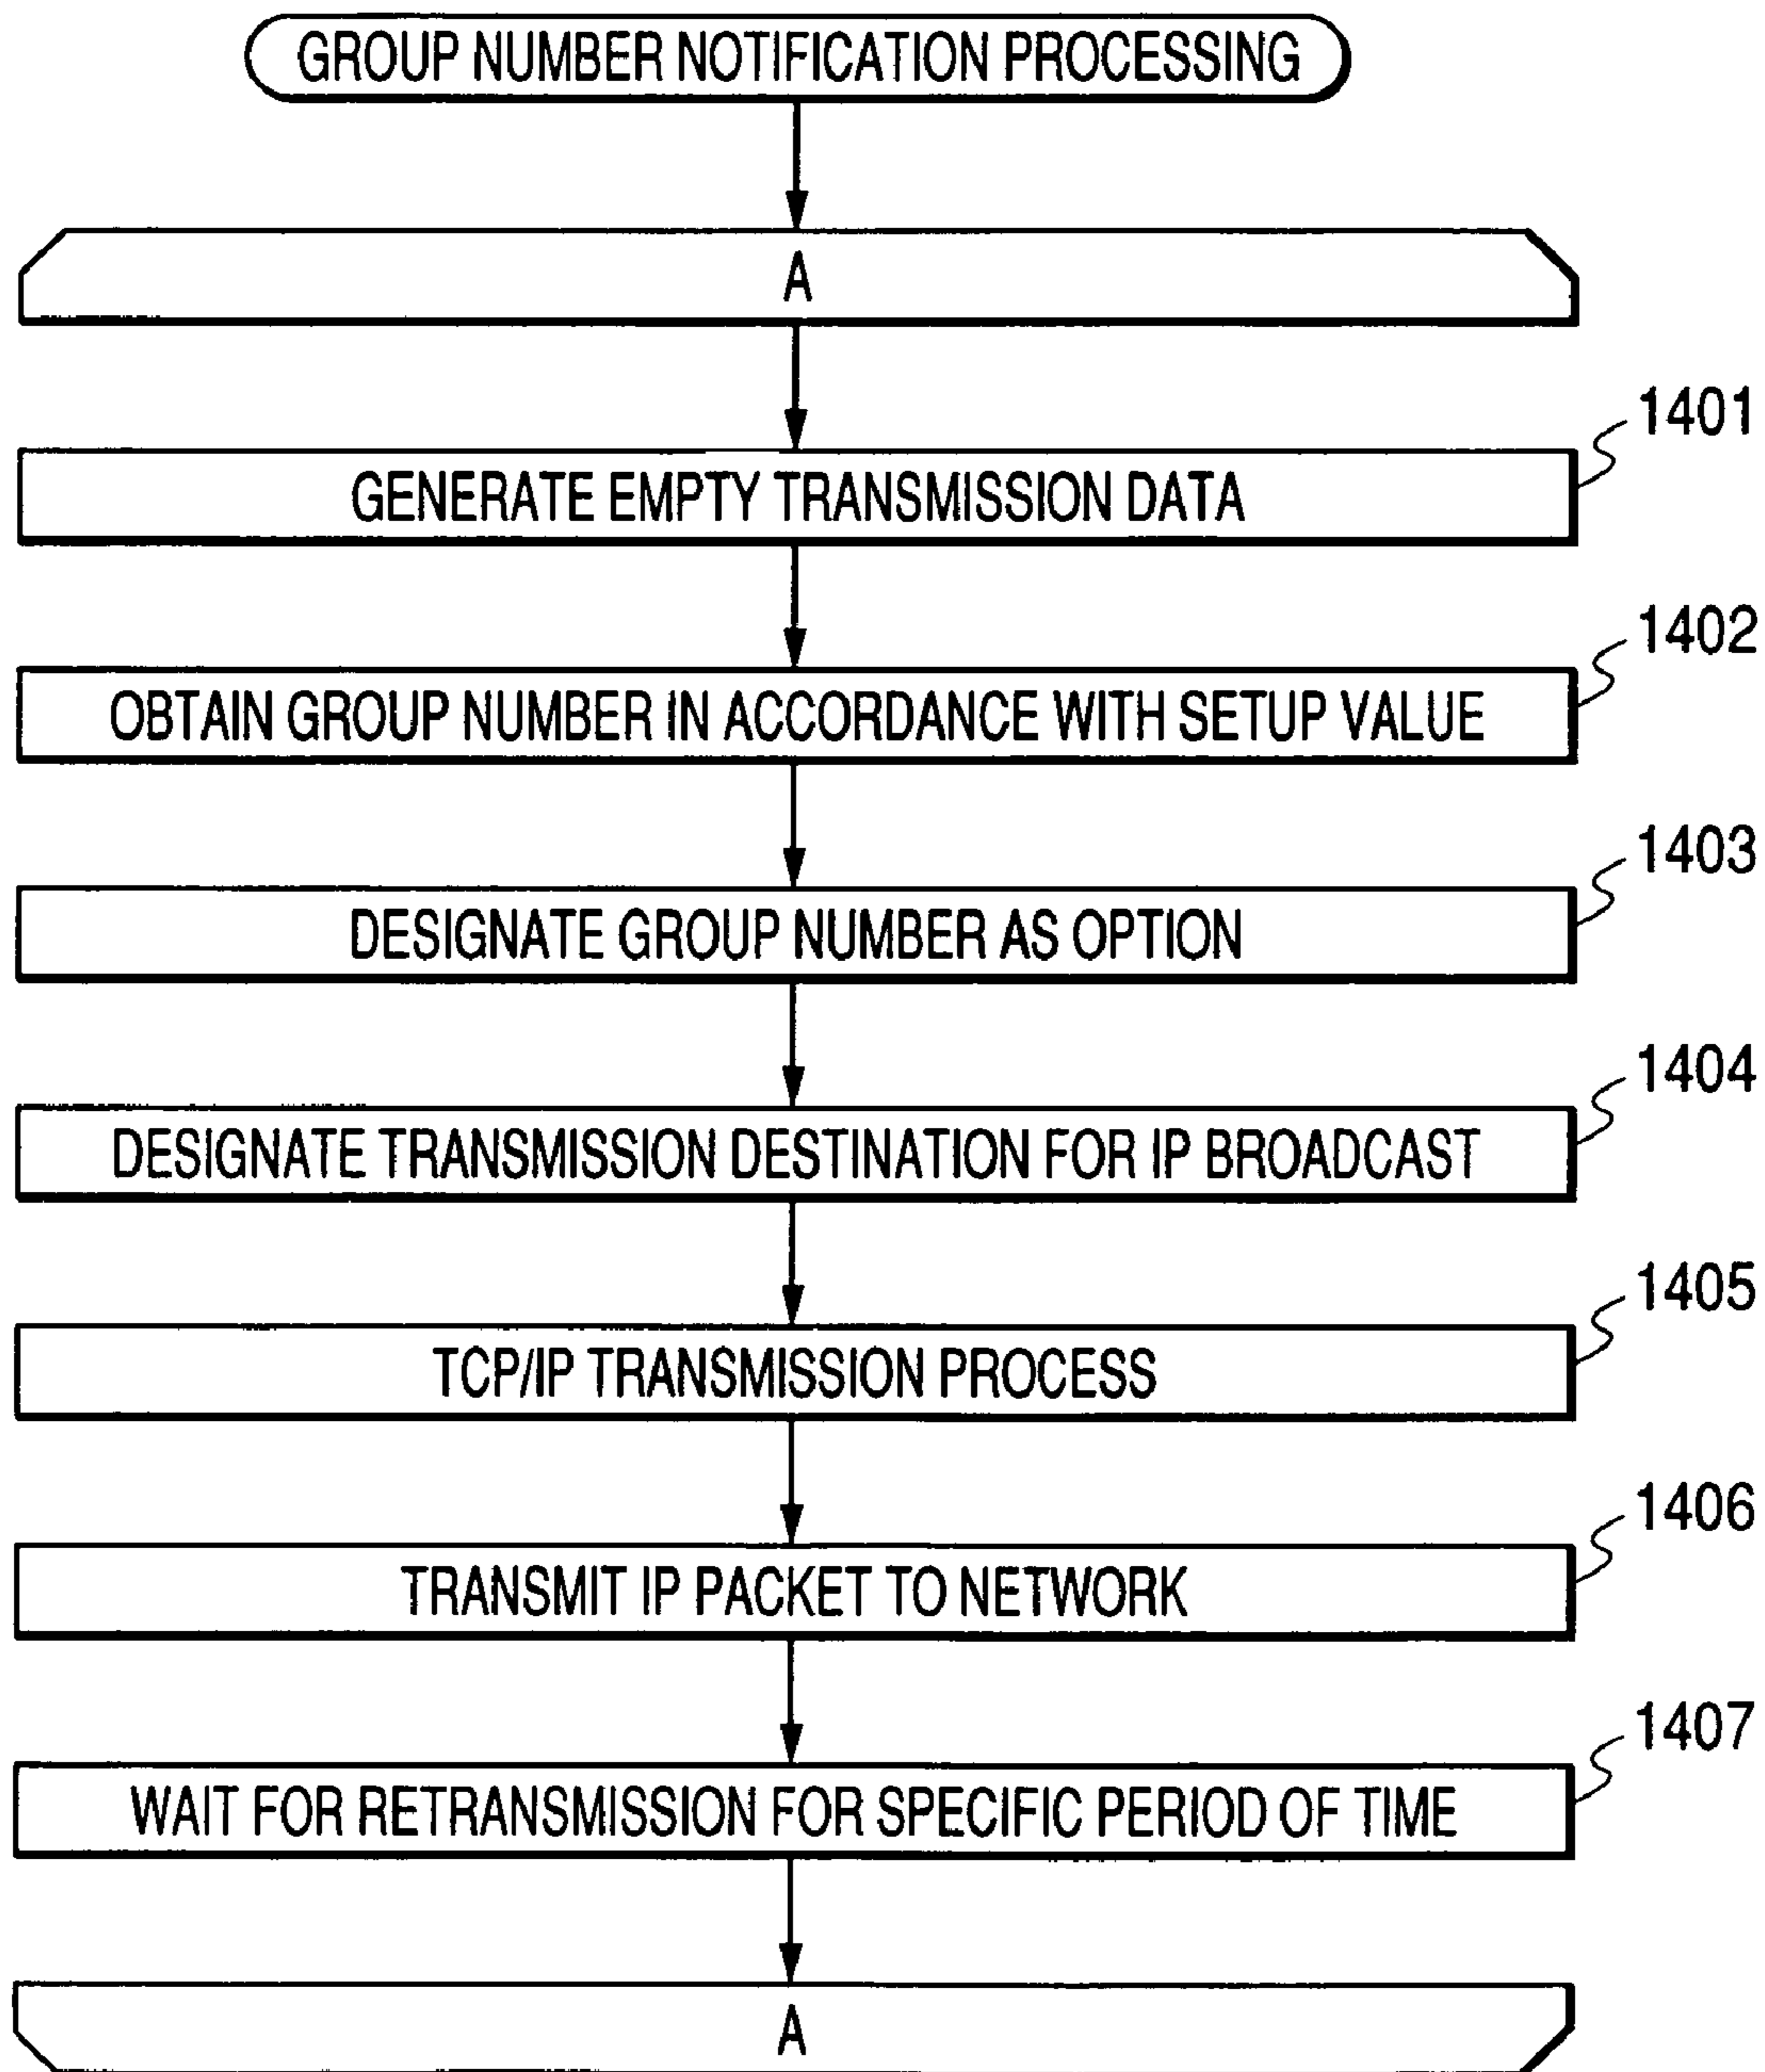 GROUP NUMBER NOTIFICATION PROCESSING
A
1401
GENERATE EMPTY TRANSMISSION DATA
1402
OBTAIN GROUP NUMBER IN ACCORDANCE WITH SETUP VALUE
1403
DESIGNATE GROUP NUMBER AS OPTION
1404
DESIGNATE TRANSMISSION DESTINATION FOR IP BROADCAST
1405
TCP/IP TRANSMISSION PROCESS
1406
TRANSMIT IP PACKET TO NETWORK
1407
WAIT FOR RETRANSMISSION FOR SPECIFIC PERIOD OF TIME
A